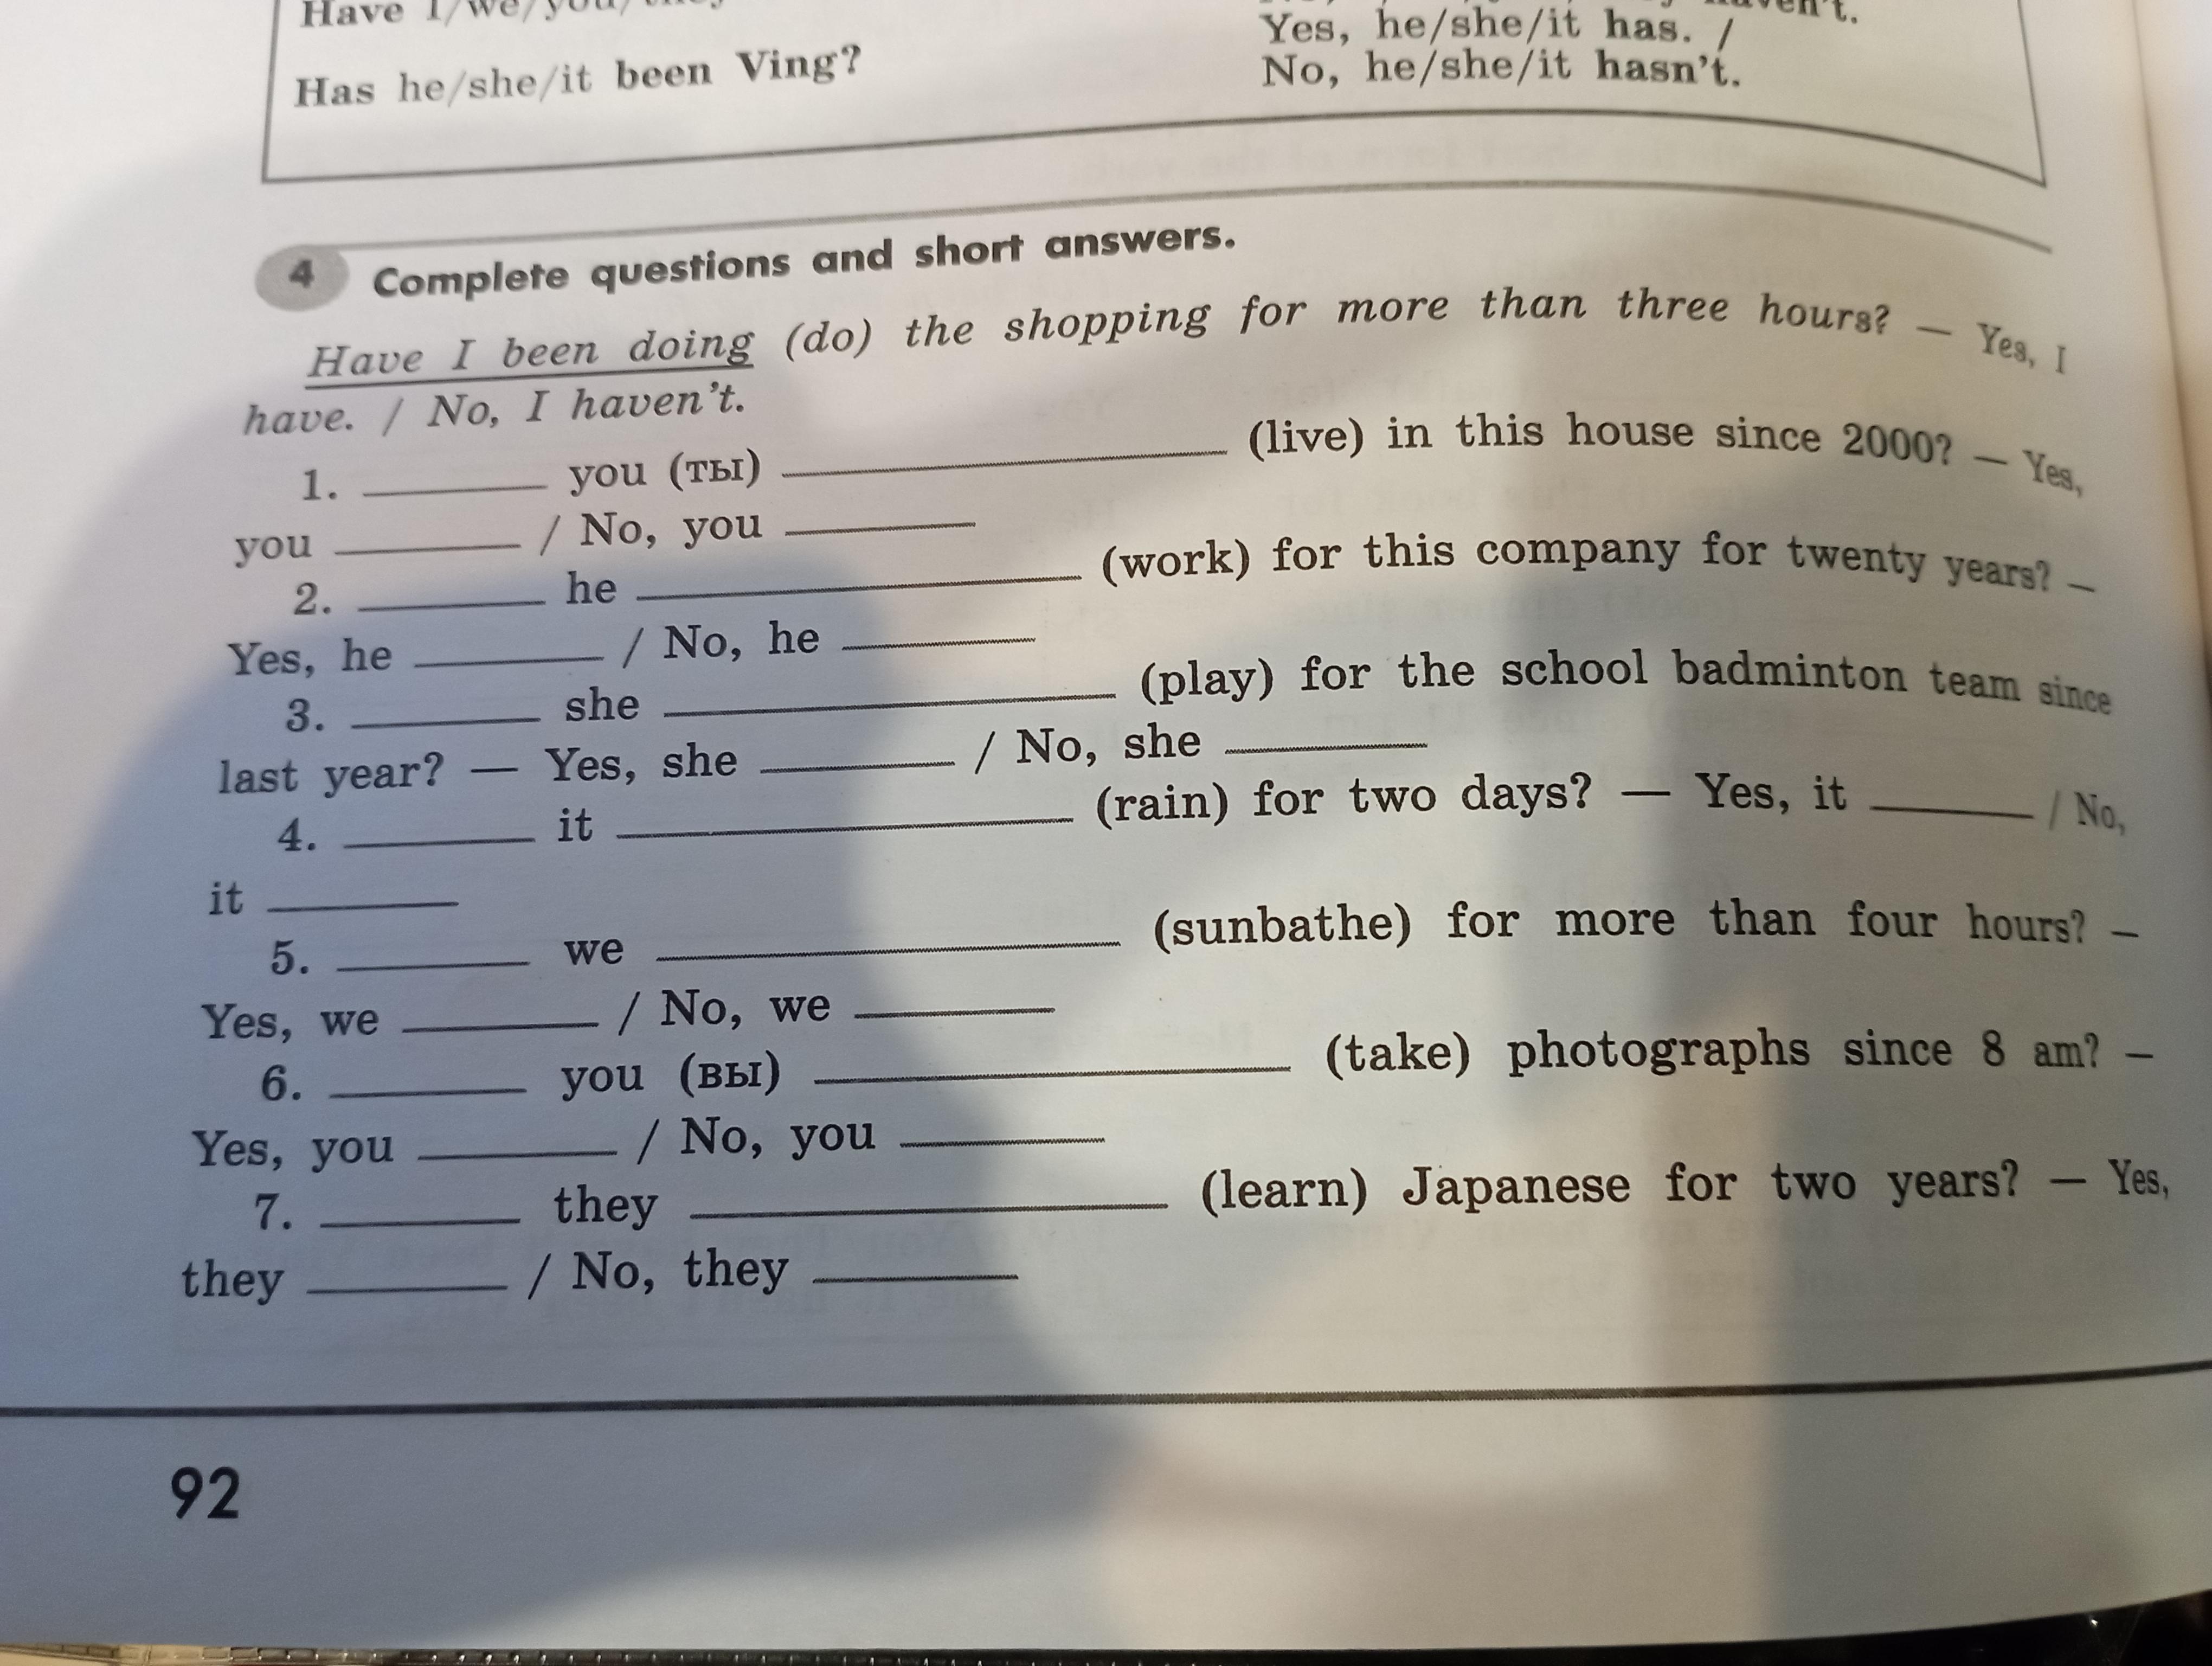 Have I/we/you/they
haven't.
Yes, he/she/it has. /
Has he/she/it been Ving?
No, he/she/it hasn't.
4 Complete questions and short answers.
Have I been doing (do) the shopping for more than three hours? — Yes, I
have. / No, I haven't.
1. ______ you (ты) ______ (live) in this house since 2000? — Yes,
you ______ / No, you ______
2. ______ he ______ (work) for this company for twenty years? —
Yes, he ______ / No, he ______
3. ______ she ______ (play) for the school badminton team since
last year? — Yes, she ______ / No, she ______
4. ______ it ______ (rain) for two days? — Yes, it ______ / No,
it ______
5. ______ we ______ (sunbathe) for more than four hours? —
Yes, we ______ / No, we ______
6. ______ you (вы) ______ (take) photographs since 8 am? —
Yes, you ______ / No, you ______
7. ______ they ______ (learn) Japanese for two years? — Yes,
they ______ / No, they ______
92